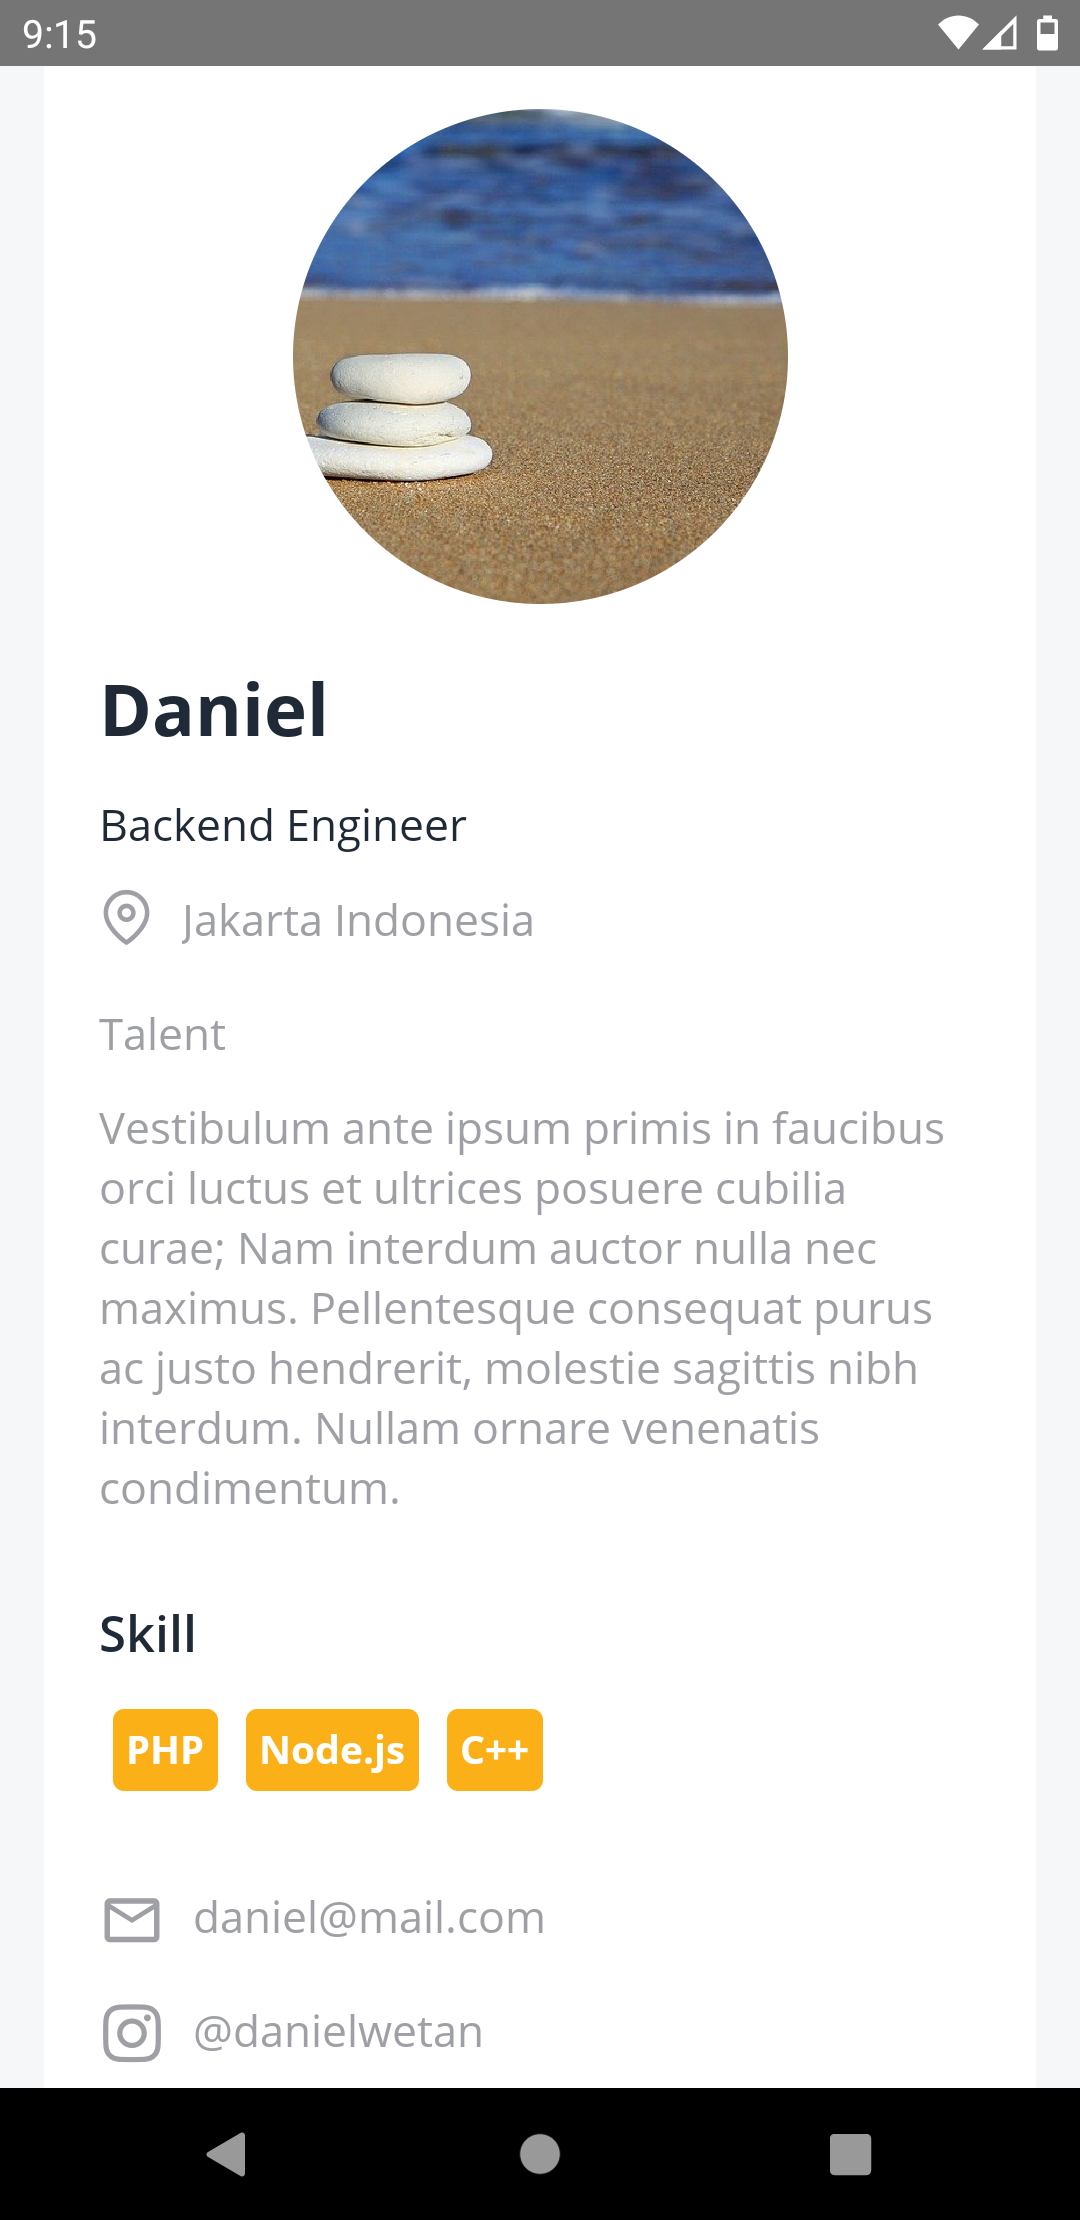 9:15
Daniel
Backend Engineer
Jakarta Indonesia
Talent
Vestibulum ante ipsum primis in faucibus
orci luctus et ultrices posuere cubilia
curae; Nam interdum auctor nulla nec
maximus. Pellentesque consequat purus
ac justo hendrerit, molestie sagittis nibh
interdum. Nullam ornare venenatis
condimentum.
Skill
PHP Node.js C++
daniel@mail.com
@danielwetan